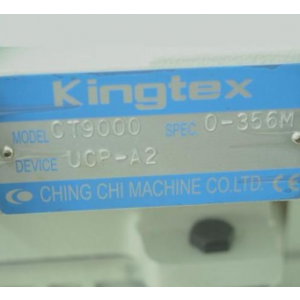 Kingtex
MODEL CT9000 SPEC. 0-356M
DEVICE UCP-A2
CHING CHI MACHINE CO.LTD. CE